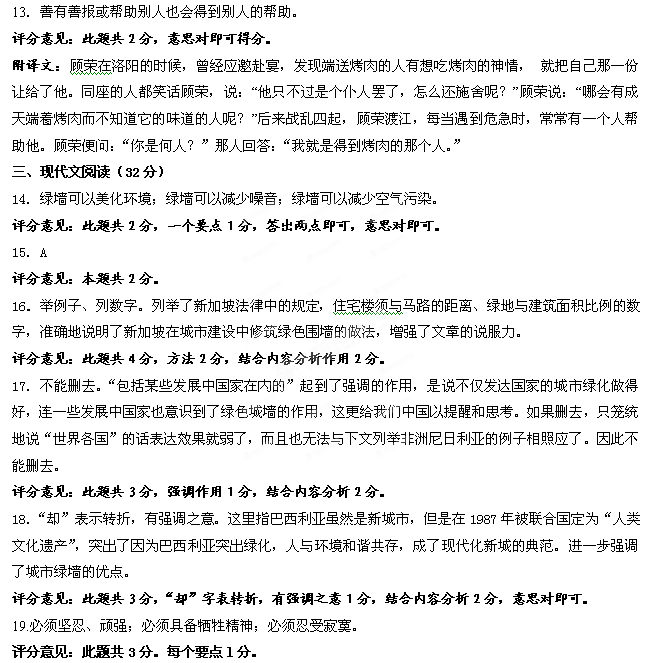 13. 善有善报或帮助别人也会得到别人的帮助。
评分意见：此题共 2 分，意思对即可得分。
附译文：顾荣在洛阳的时候，曾经应邀赴宴，发现端送烤肉的人有想吃烤肉的神情， 就把自己那一份
让给了他。同座的人都笑话顾荣，说：“他只不过是个仆人罢了，怎么还施舍呢？”顾荣说：“哪会有成
天端着烤肉而不知道它的味道的人呢？”后来战乱四起，顾荣渡江，每当遇到危急时，常常有一个人帮
助他。顾荣便问：“你是何人？”那人回答：“我就是得到烤肉的那个人。”
三、现代文阅读（32 分）
14. 绿墙可以美化环境；绿墙可以减少噪音；绿墙可以减少空气污染。
评分意见：此题共 2 分，一个要点 1 分，答出两点即可，意思对即可。
15. A
评分意见：本题共 2 分。
16. 举例子、列数字。列举了新加坡法律中的规定，住宅楼须与马路的距离、绿地与建筑面积比例的数
字，准确地说明了新加坡在城市建设中修筑绿色围墙的做法，增强了文章的说服力。
评分意见：此题共 4 分，方法 2 分，结合内容分析作用 2 分。
17. 不能删去。“包括某些发展中国家在内的”起到了强调的作用，是说不仅发达国家的城市绿化做得
好，连一些发展中国家也意识到了绿色城墙的作用，这更给我们中国以提醒和思考。如果删去，只笼统
地说“世界各国”的话表达效果就弱了，而且也无法与下文列举非洲尼日利亚的例子相照应了。因此不
能删去。
评分意见：此题共 3 分，强调作用 1 分，结合内容分析 2 分。
18. “却”表示转折，有强调之意。这里指巴西利亚虽然是新城市，但是在 1987 年被联合国定为“人类
文化遗产”，突出了因为巴西利亚突出绿化，人与环境和谐共存，成了现代化新城的典范。进一步强调
了城市绿墙的优点。
评分意见：此题共 3 分，“却”字表转折，有强调之意 1 分，结合内容分析 2 分，意思对即可。
19.必须坚忍、顽强；必须具备牺牲精神；必须忍受寂寞。
评分意见：此题共 3 分。每个要点 1 分。